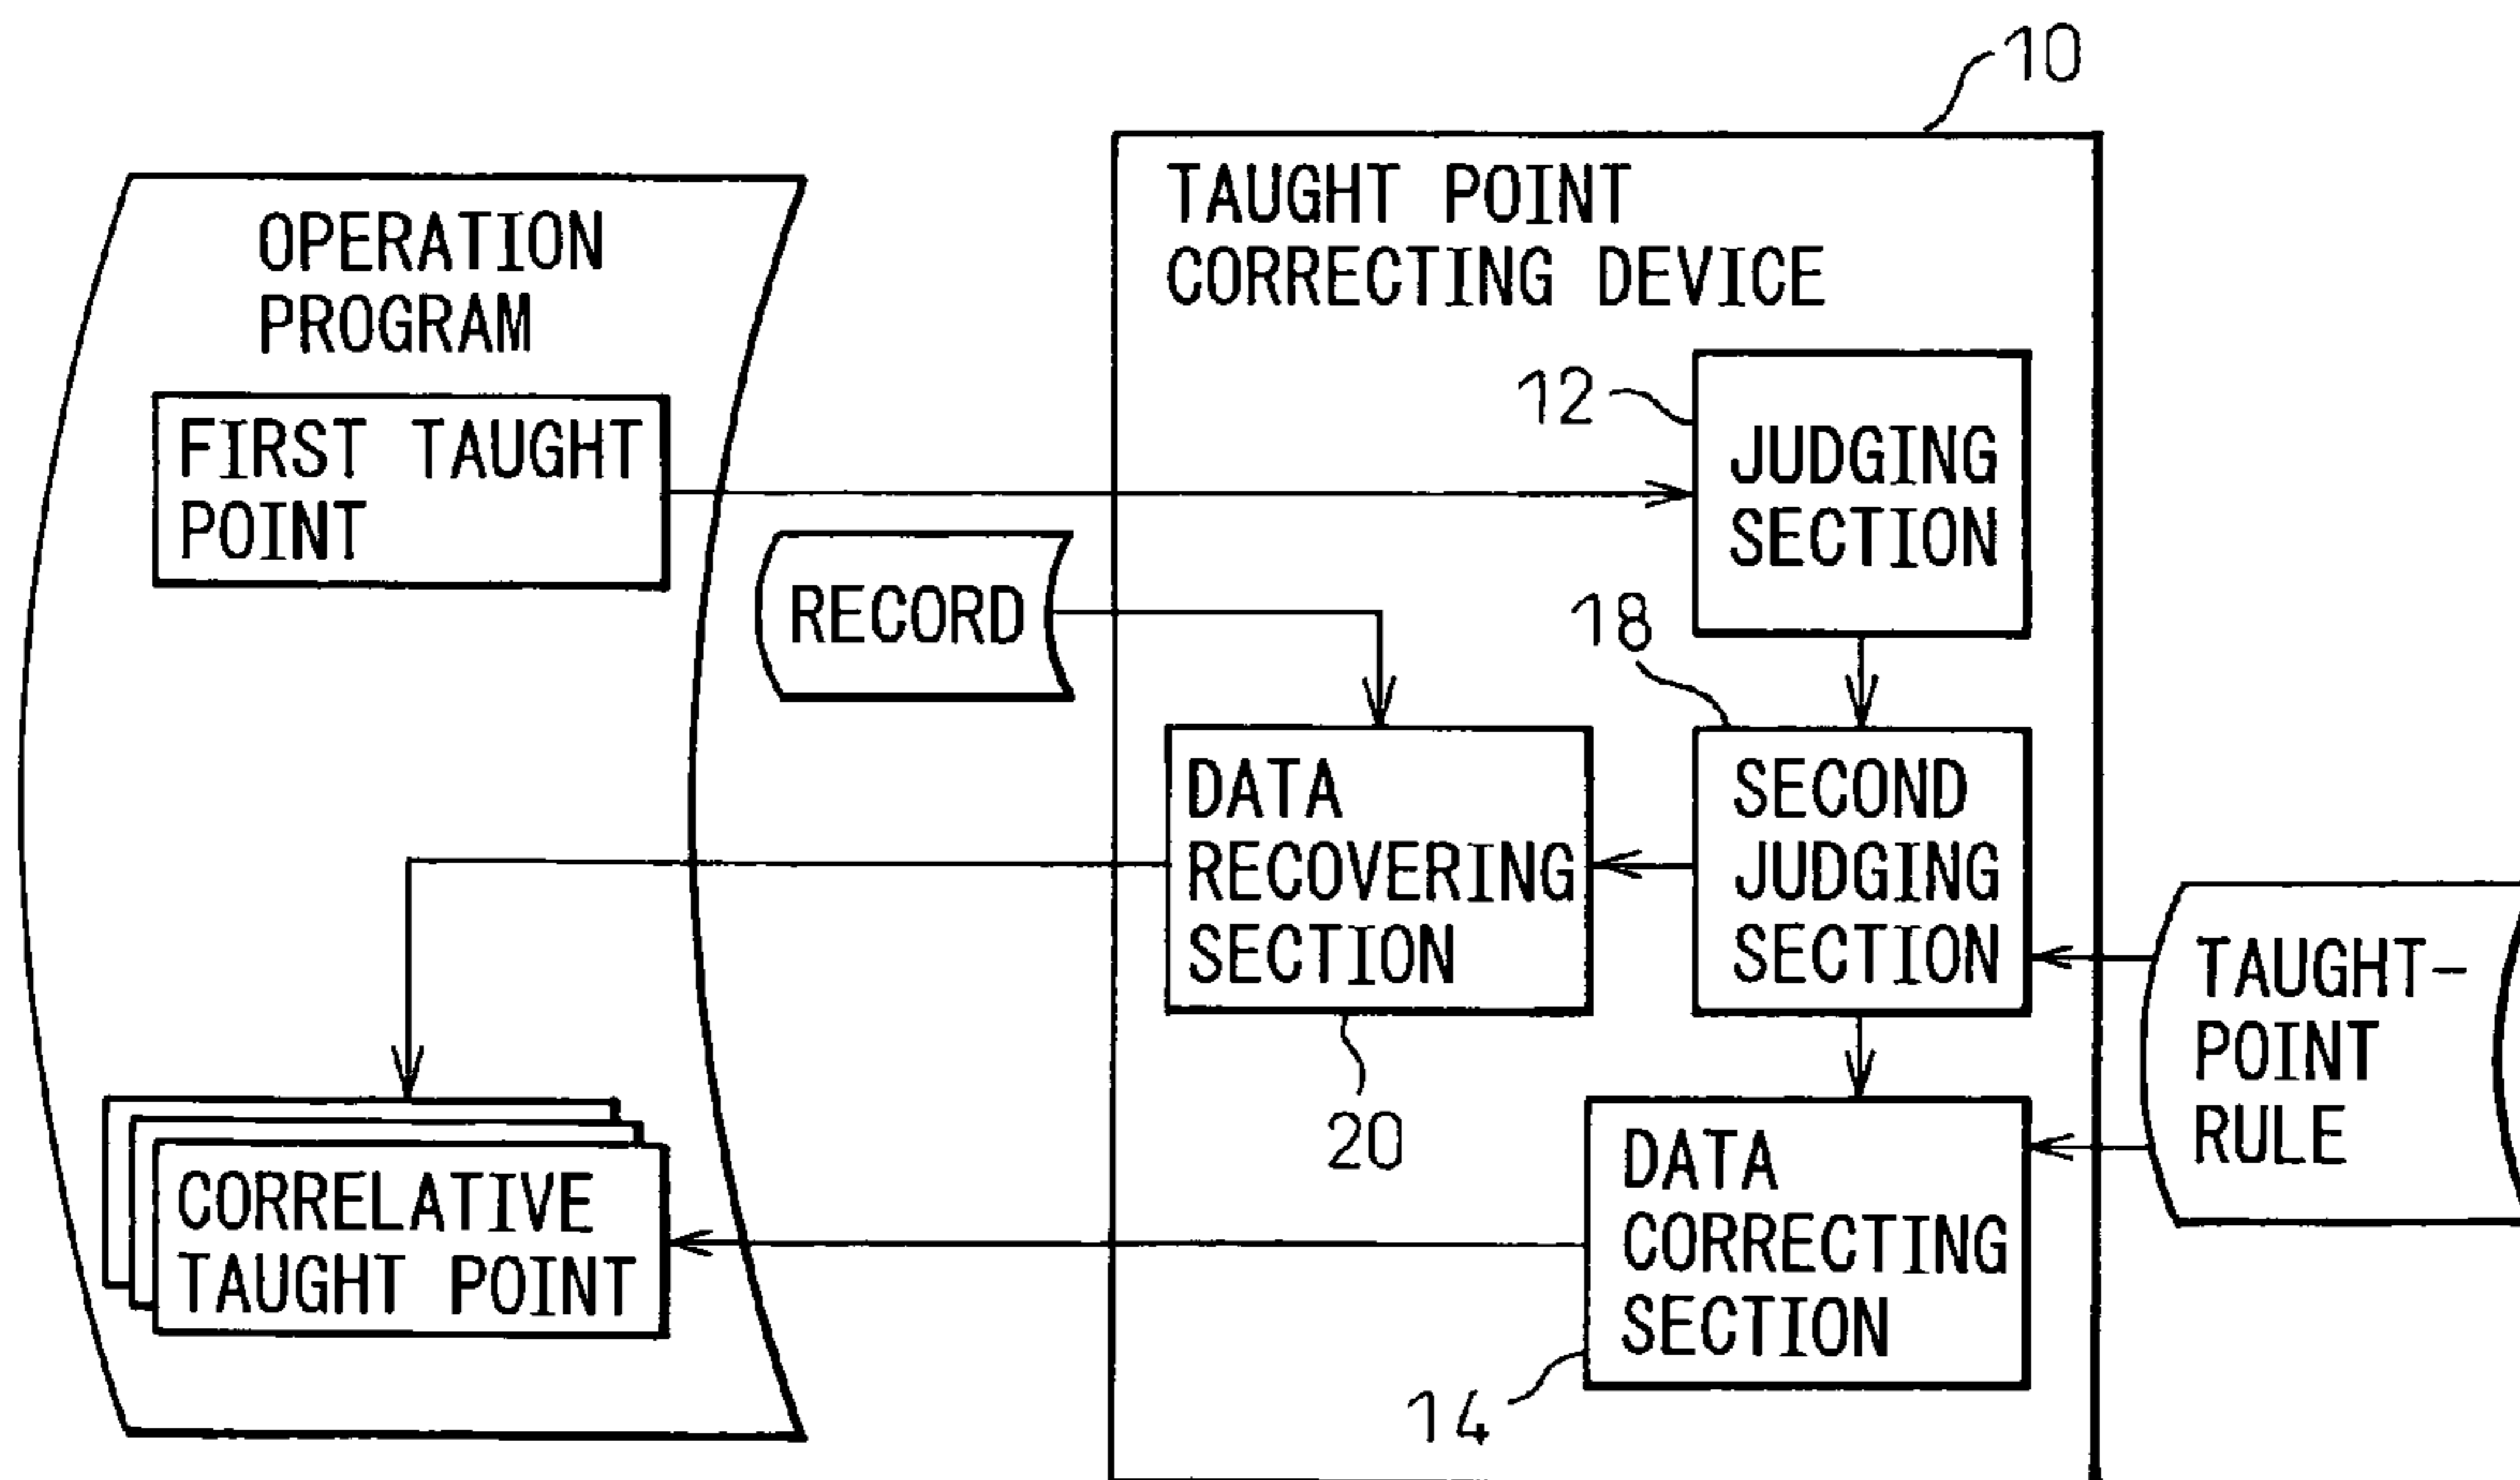 10
OPERATION
PROGRAM
FIRST TAUGHT
POINT
RECORD
CORRELATIVE
TAUGHT POINT
TAUGHT POINT
CORRECTING DEVICE
12
JUDGING
SECTION
18
SECOND
JUDGING
SECTION
DATA
RECOVERING
SECTION
20
DATA
CORRECTING
SECTION
14
TAUGHT-
POINT
RULE